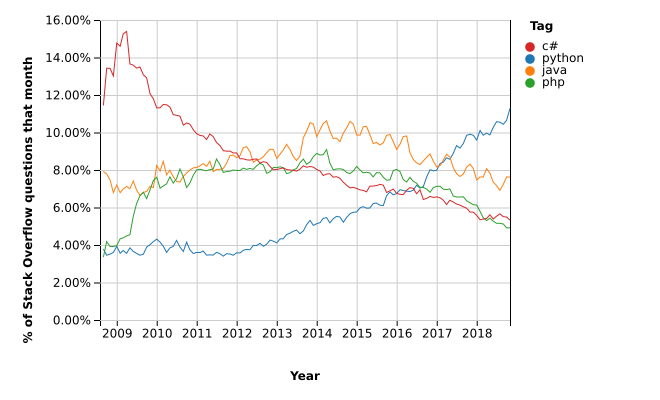 16.00%
14.00%
12.00%
10.00%
8.00%
6.00%
4.00%
2.00%
0.00%
% of Stack Overflow questions that month
2009 2010 2011 2012 2013 2014 2015 2016 2017 2018
Year
Tag
c#
python
java
php